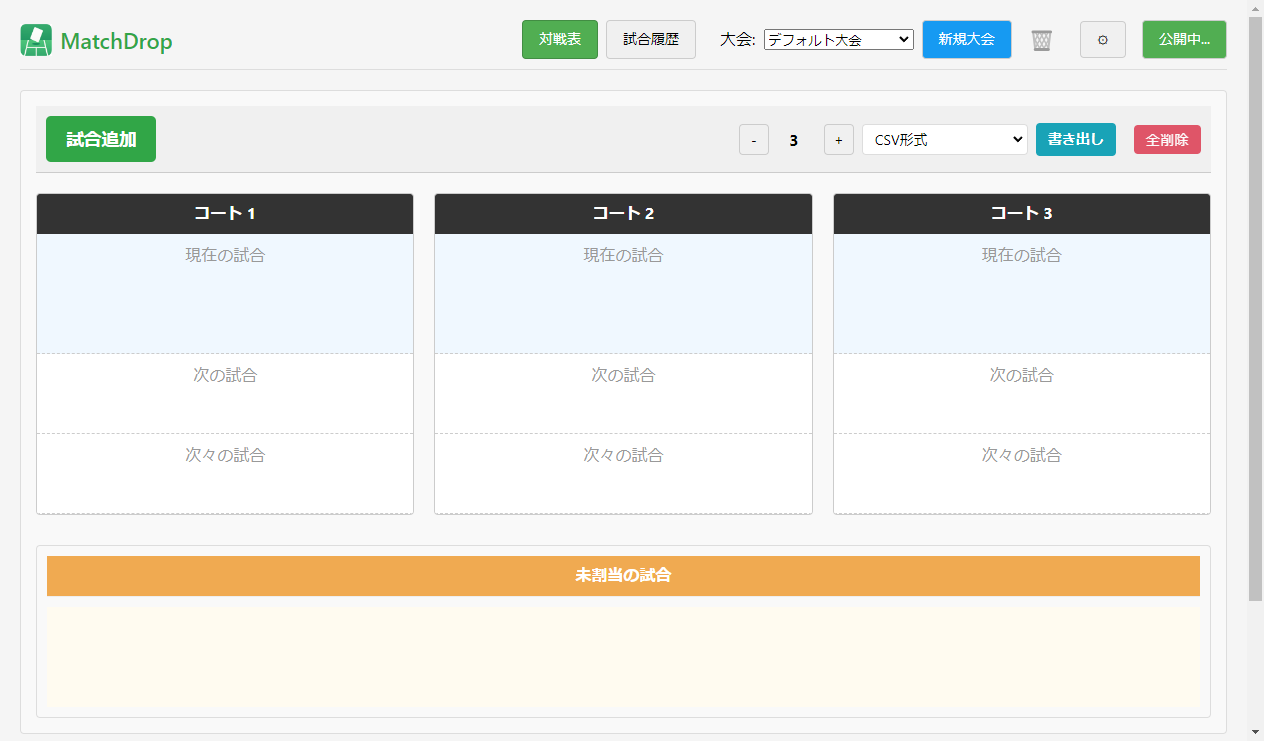 MatchDrop
対戦表
試合履歴
大会:
デフォルト大会
新規大会
公開中...
試合追加
-
3
+
CSV形式
書き出し
全削除
コート 1
現在の試合
次の試合
次々の試合
コート 2
現在の試合
次の試合
次々の試合
コート 3
現在の試合
次の試合
次々の試合
未割当の試合